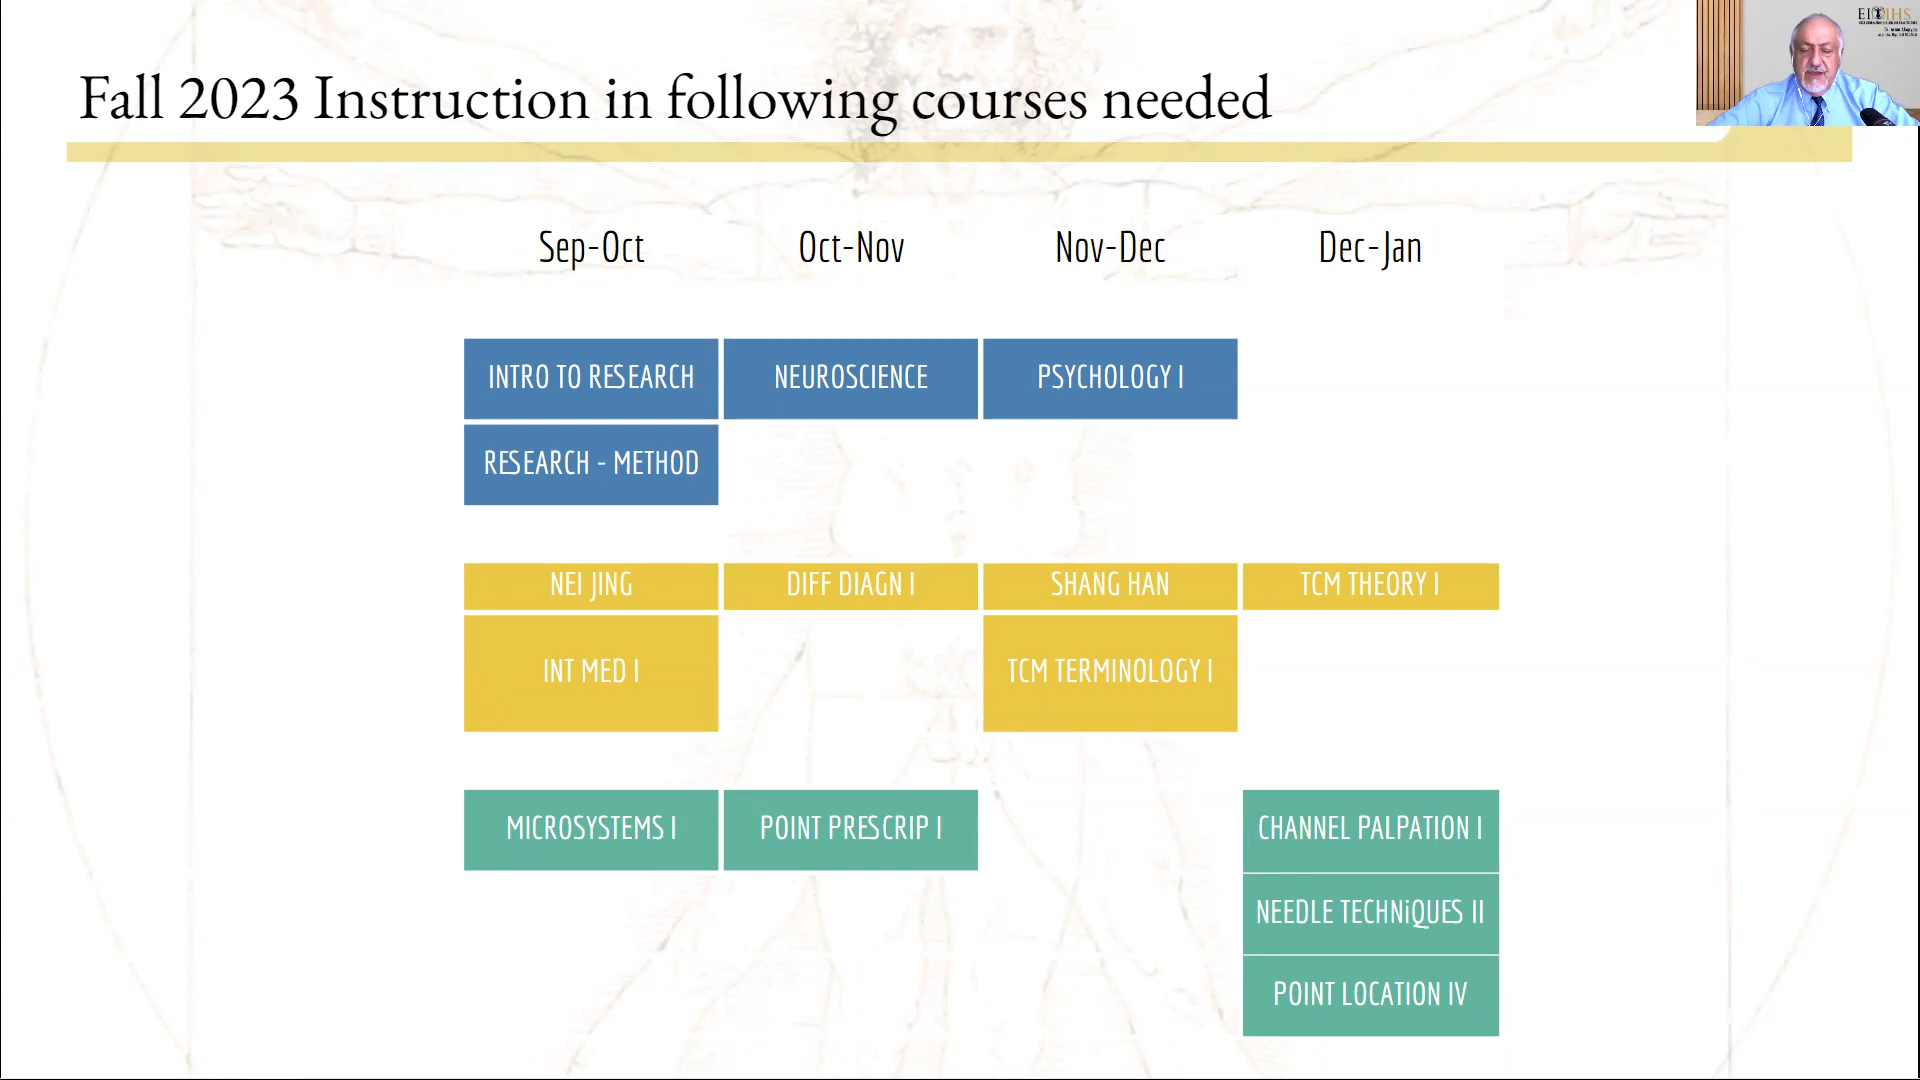 Fall 2023 Instruction in following courses needed
Sep-Oct Oct-Nov Nov-Dec Dec-Jan
INTRO TO RESEARCH NEUROSCIENCE PSYCHOLOGY I
RESEARCH - METHOD
NEI JING DIFF DIAGN I SHANG HAN TCM THEORY I
INT MED I TCM TERMINOLOGY I
MICROSYSTEMS I POINT PRESCRIP I CHANNEL PALPATION I
NEEDLE TECHNiQUES II
POINT LOCATION IV